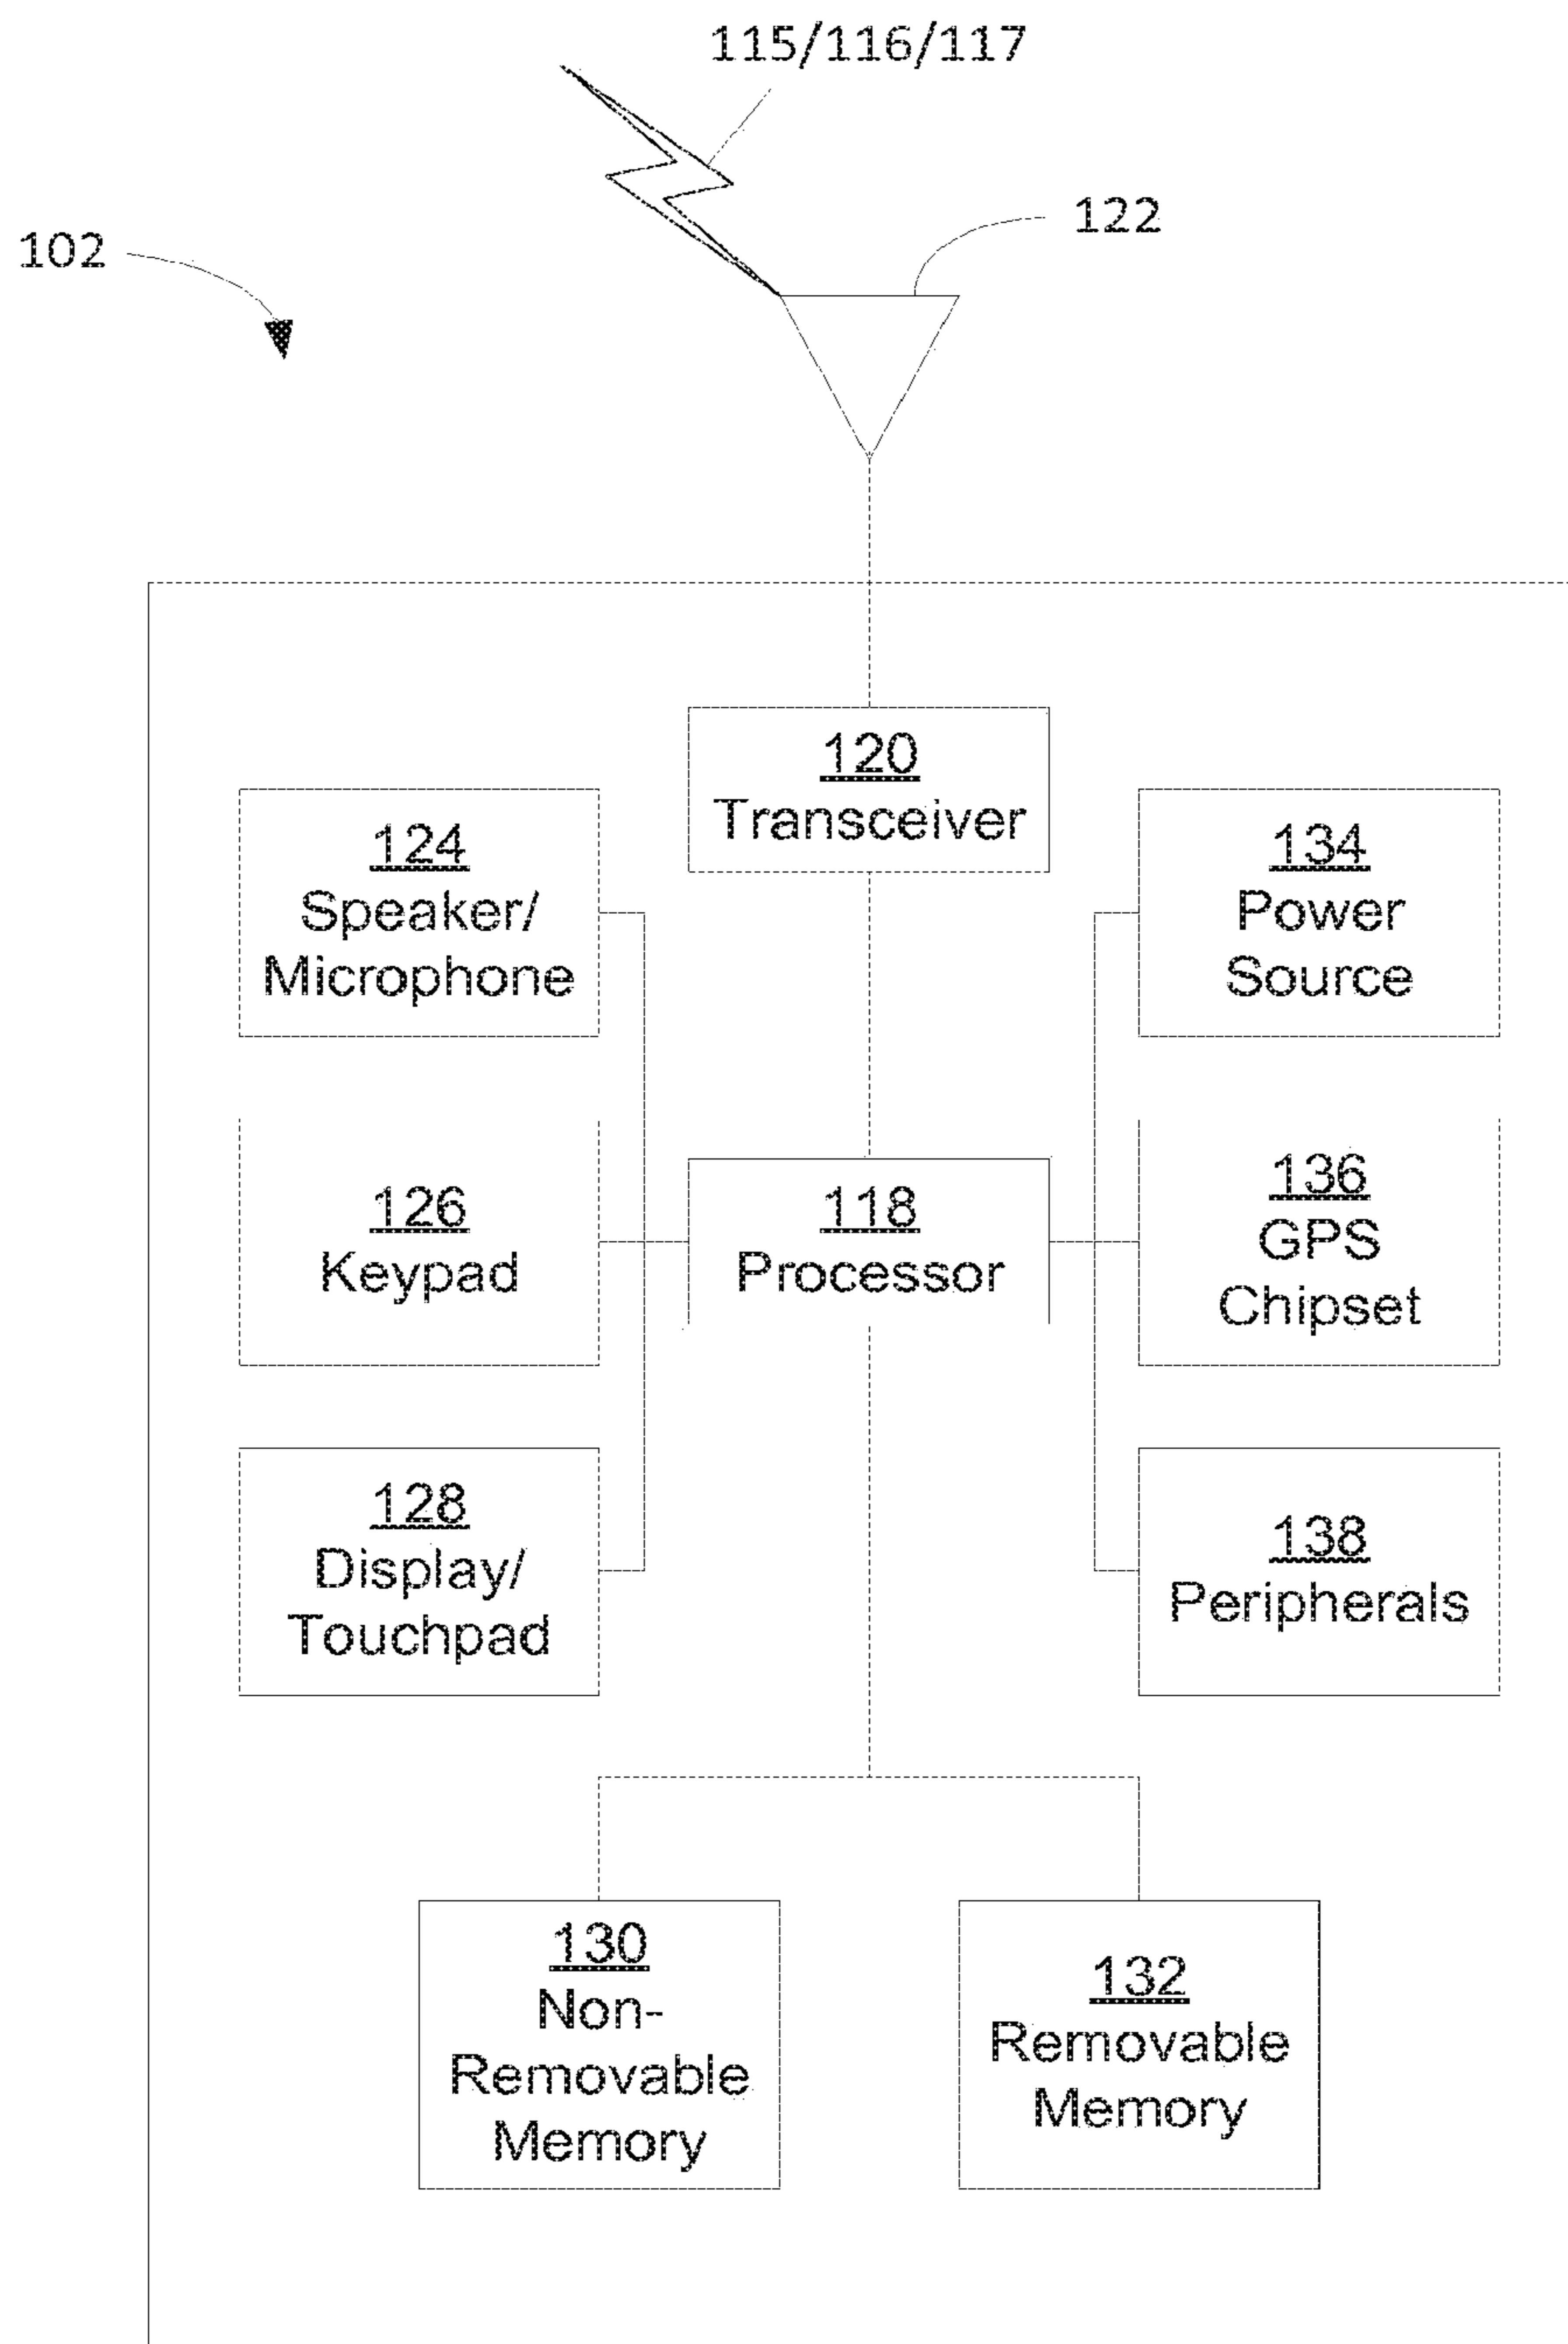 115/116/117
122
102
120
Transceiver
124
Speaker/
Microphone
134
Power
Source
126
Keypad
118
Processor
136
GPS
Chipset
128
Display/
Touchpad
138
Peripherals
130
Non-
Removable
Memory
132
Removable
Memory